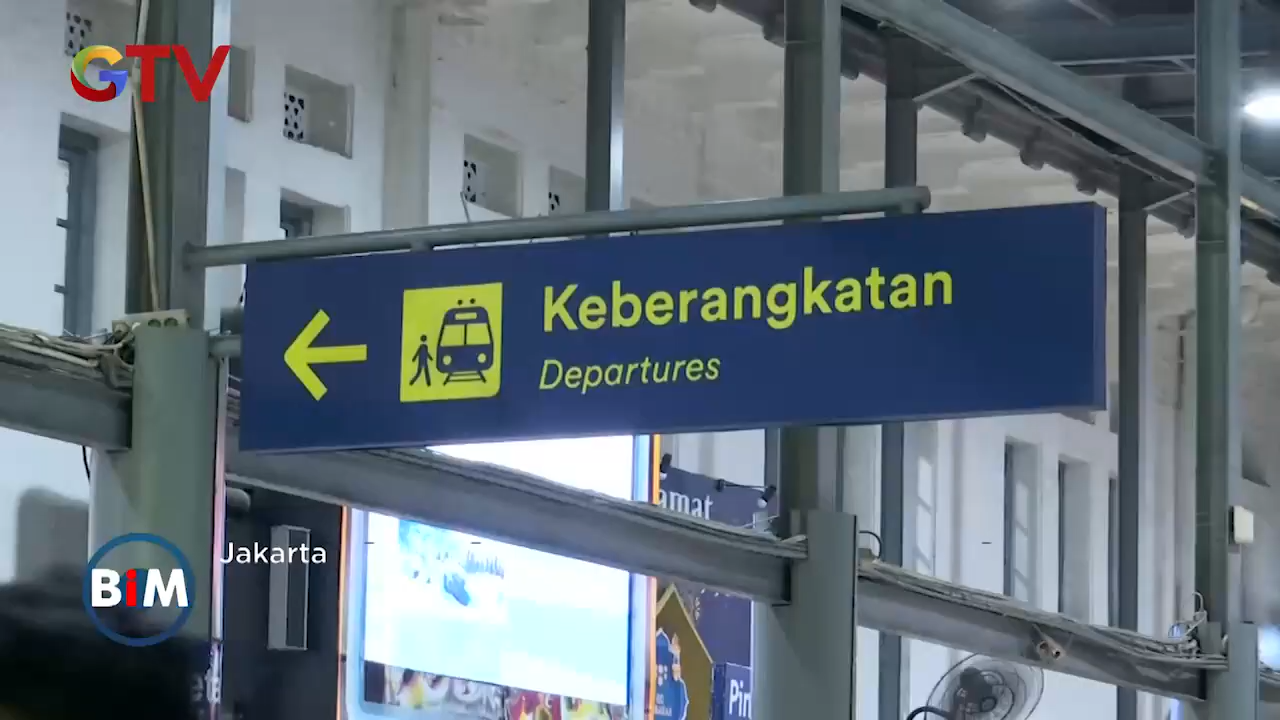 GTV
Keberangkatan
Departures
amat
Jakarta
BiM
Pin